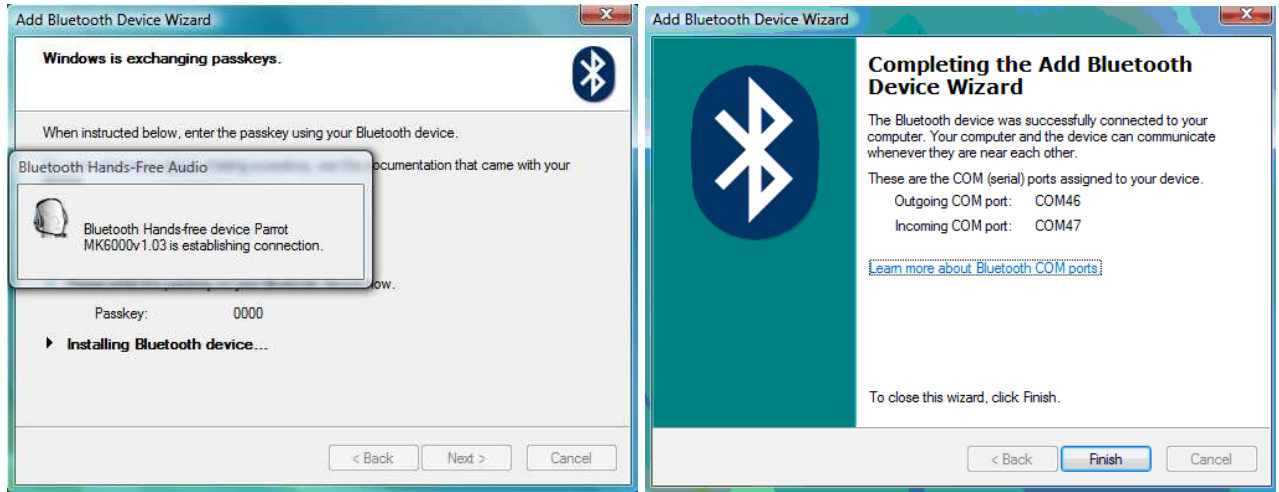 Add Bluetooth Device Wizard
Windows is exchanging passkeys.
When instructed below, enter the passkey using your Bluetooth device.
documentation that came with your
Bluetooth Hands-Free Audio
Bluetooth Hands-free device Parrot
MK6000v1.03 is establishing connection.
now.
Passkey: 0000
Installing Bluetooth device...
< Back Next > Cancel
Add Bluetooth Device Wizard
Completing the Add Bluetooth
Device Wizard
The Bluetooth device was successfully connected to your
computer. Your computer and the device can communicate
whenever they are near each other.
These are the COM (serial) ports assigned to your device.
Outgoing COM port: COM46
Incoming COM port: COM47
Learn more about Bluetooth COM ports.
To close this wizard, click Finish.
< Back Finish Cancel